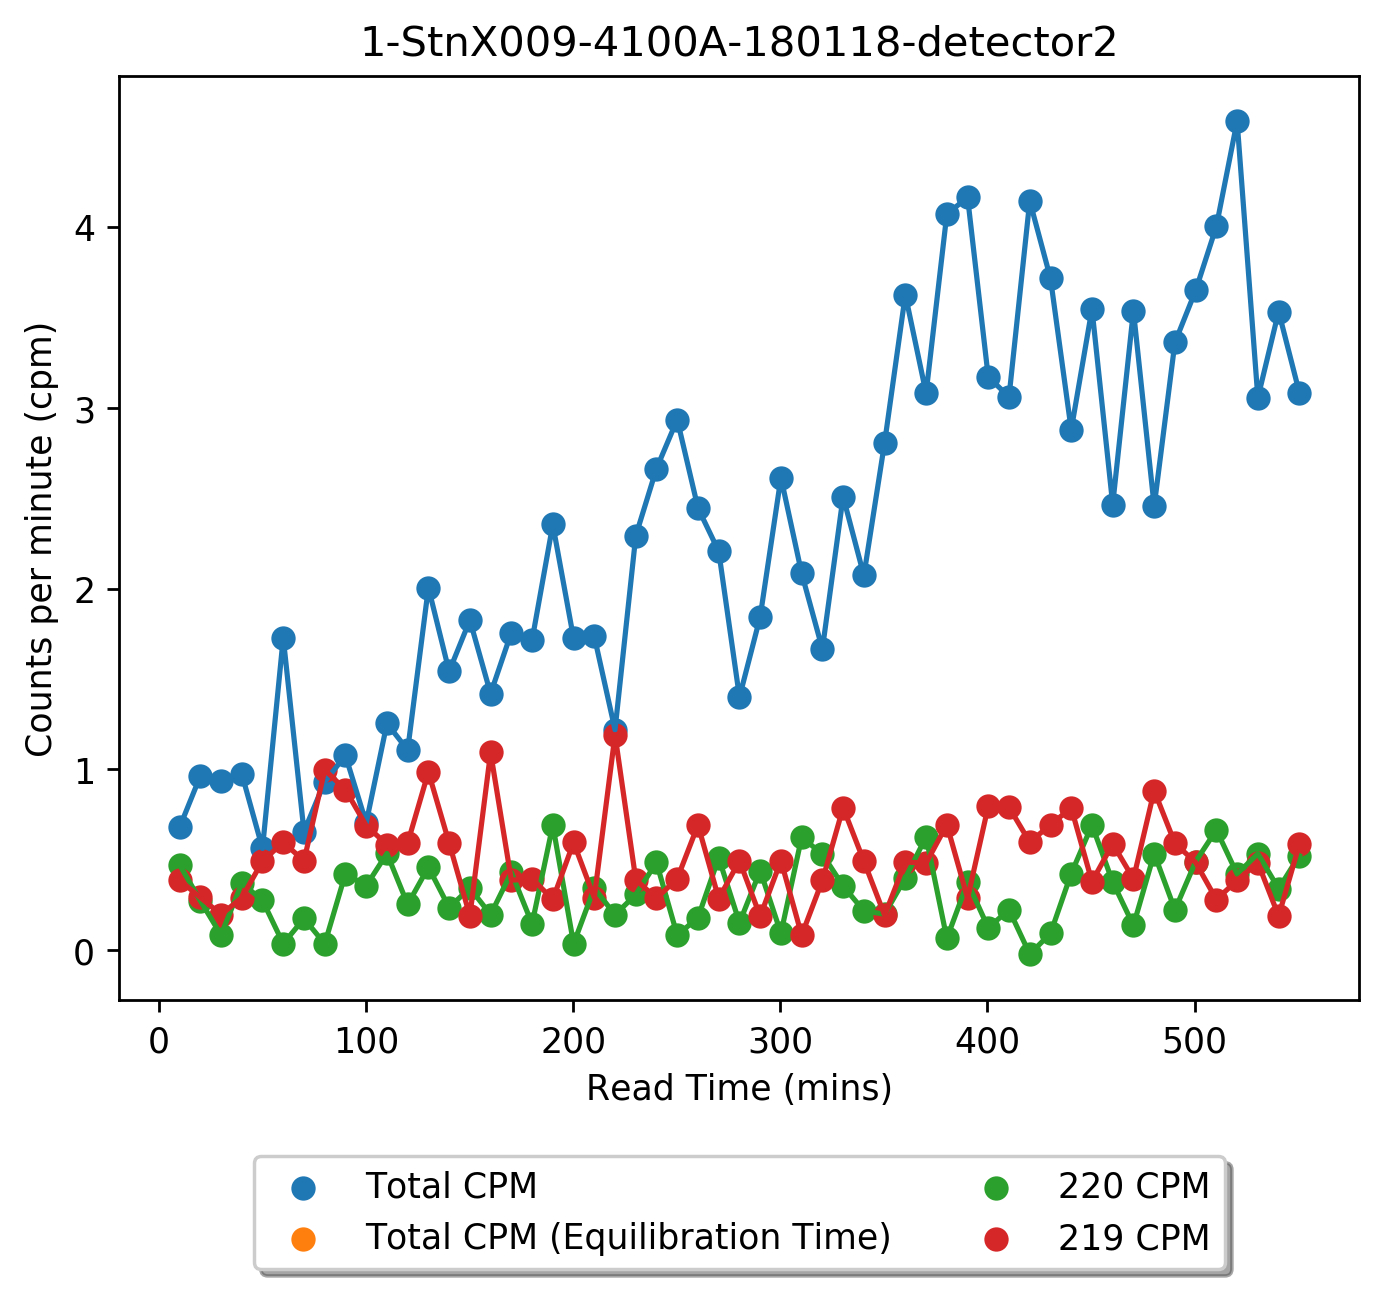 1-StnX009-4100A-180118-detector2
Counts per minute (cpm)
4
3
2
1
0
0 100 200 300 400 500
Read Time (mins)
Total CPM
Total CPM (Equilibration Time)
220 CPM
219 CPM